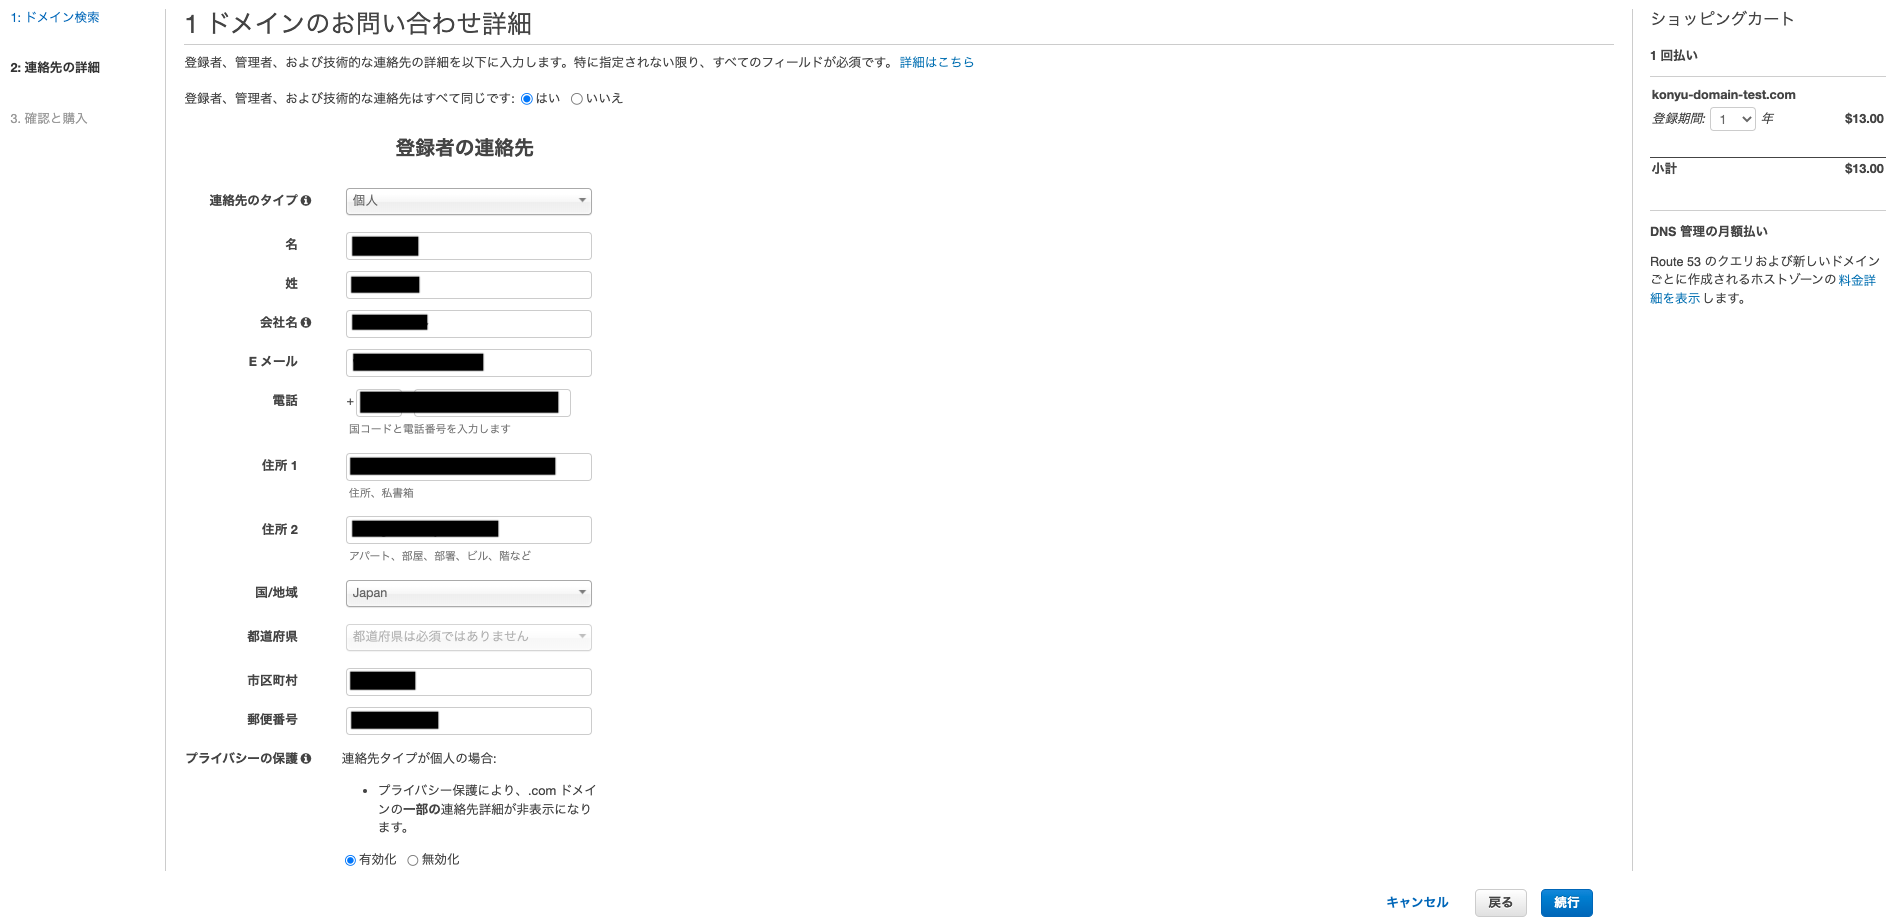 1: ドメイン検索
2: 連絡先の詳細
3. 確認と購入
1 ドメインのお問い合わせ詳細
登録者、管理者、および技術的な連絡先の詳細を以下に入力します。特に指定されない限り、すべてのフィールドが必須です。 詳細はこちら
登録者、管理者、および技術的な連絡先はすべて同じです: はい いいえ
登録者の連絡先
連絡先のタイプ 個人
名
姓
会社名
E メール
電話 +
国コードと電話番号を入力します
住所 1
住所、私書箱
住所 2
アパート、部屋、部署、ビル、階など
国/地域 Japan
都道府県 都道府県は必須ではありません
市区町村
郵便番号
プライバシーの保護 連絡先タイプが個人の場合:
• プライバシー保護により、.com ドメイ
ンの一部の連絡先詳細が非表示になり
ます。
有効化 無効化
キャンセル 戻る 続行
ショッピングカート
1 回払い
konyu-domain-test.com
登録期間: 1 年 $13.00
小計 $13.00
DNS 管理の月額払い
Route 53 のクエリおよび新しいドメイン
ごとに作成されるホストゾーンの 料金詳
細を表示 します。